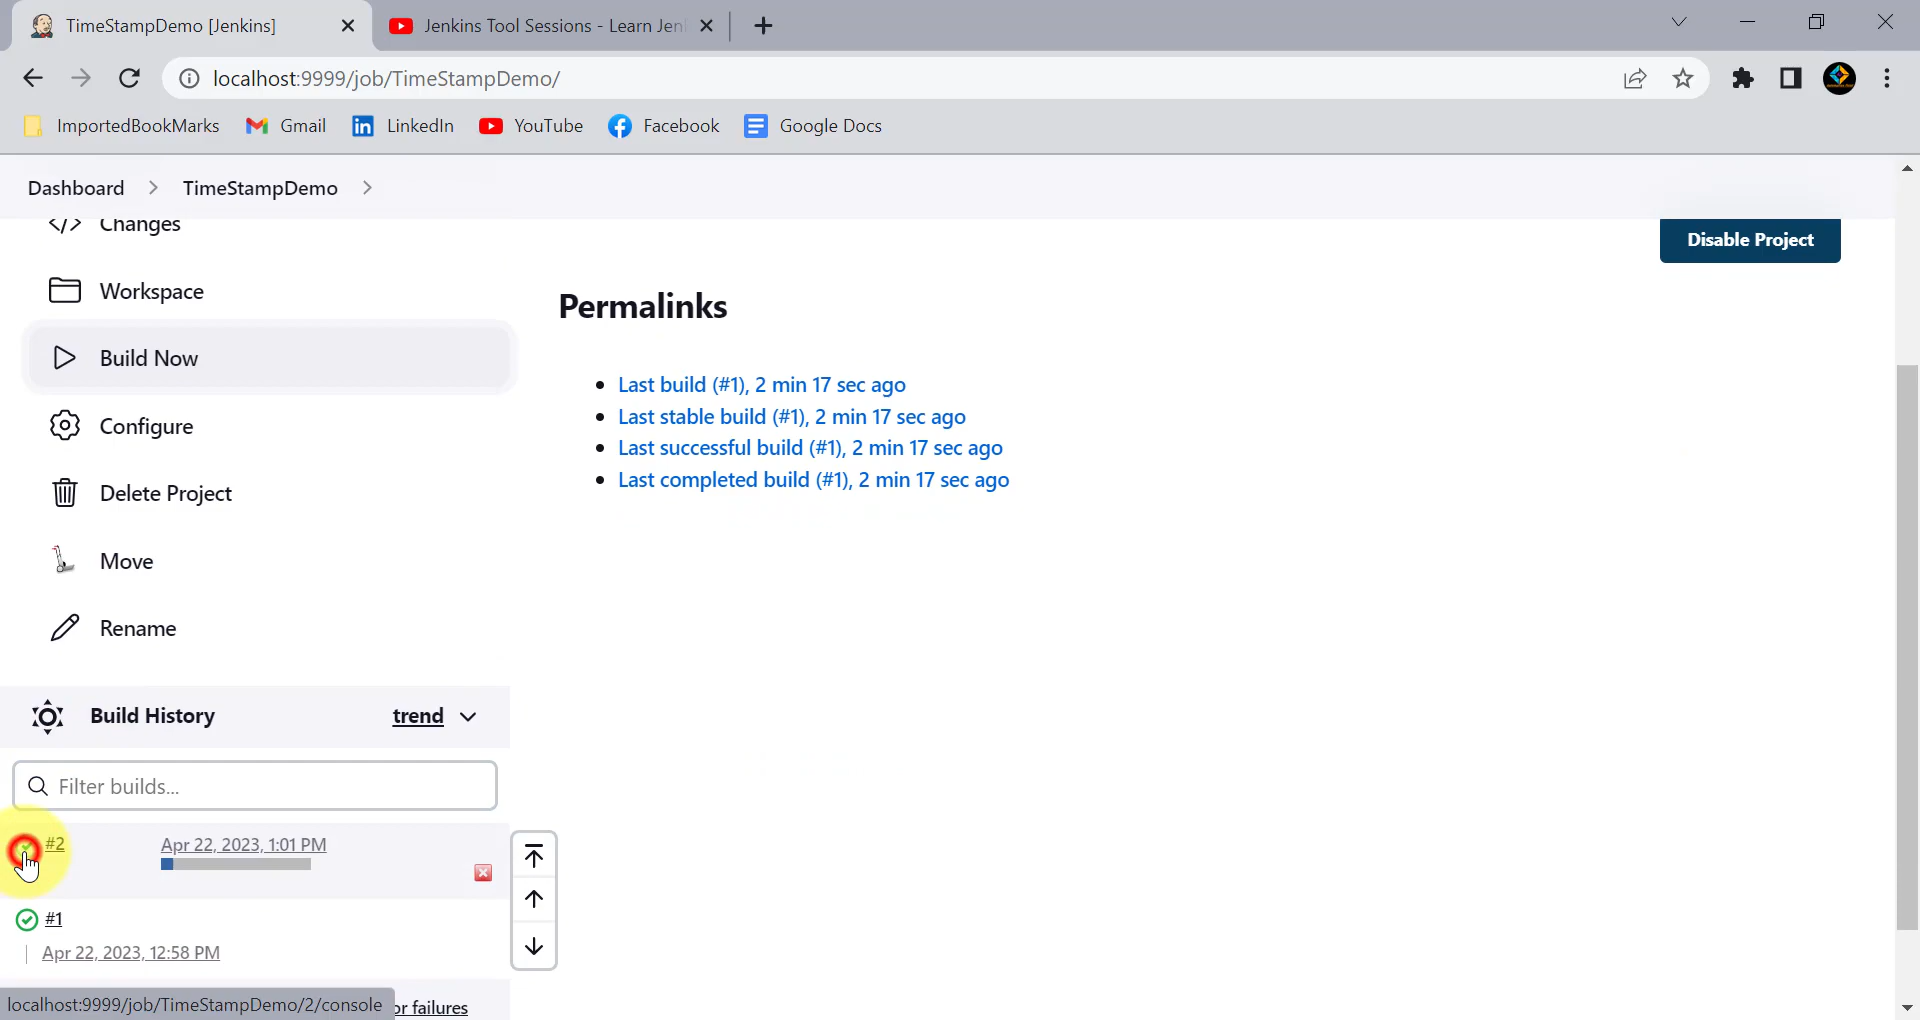 TimeStampDemo [Jenkins]
Jenkins Tool Sessions - Learn Jen
localhost:9999/job/TimeStampDemo/
ImportedBookMarks
Gmail
LinkedIn
YouTube
Facebook
Google Docs
Dashboard
TimeStampDemo
Changes
Disable Project
Workspace
Permalinks
Build Now
Last build (#1), 2 min 17 sec ago
Last stable build (#1), 2 min 17 sec ago
Last successful build (#1), 2 min 17 sec ago
Last completed build (#1), 2 min 17 sec ago
Configure
Delete Project
Move
Rename
Build History
trend
Filter builds...
#2
Apr 22, 2023, 1:01 PM
#1
Apr 22, 2023, 12:58 PM
localhost:9999/job/TimeStampDemo/2/console
or failures